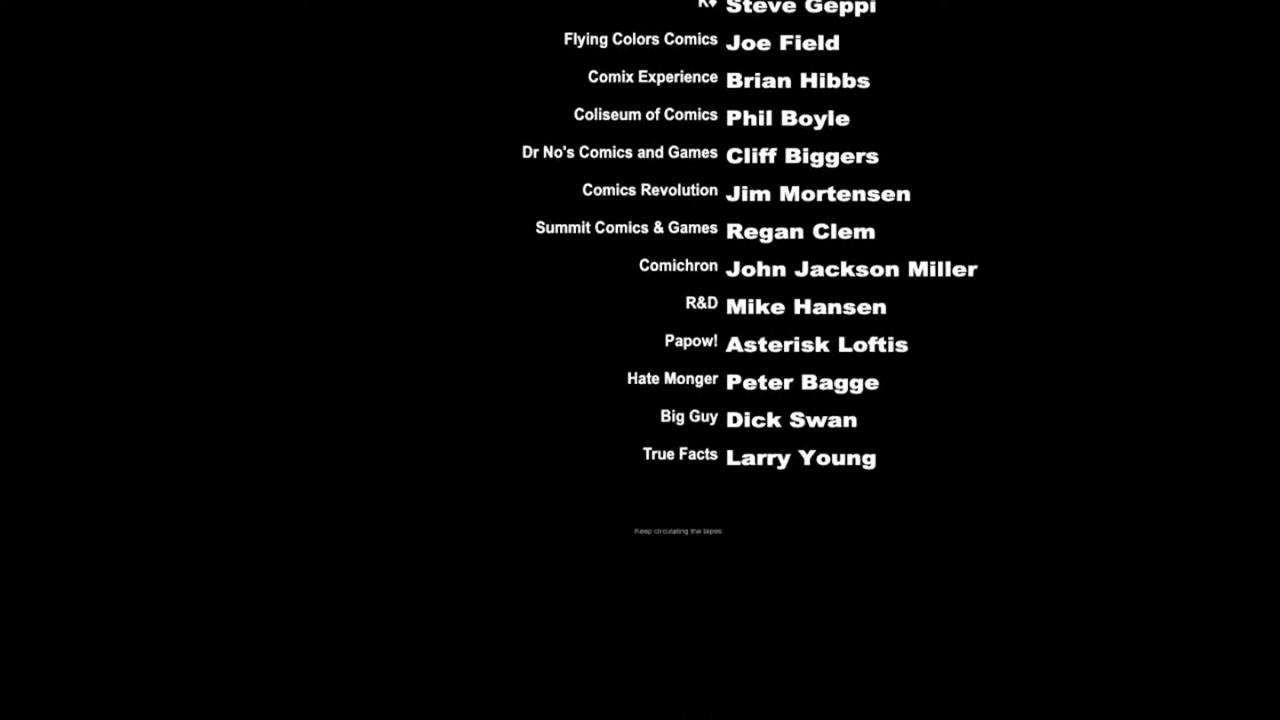 K♦ Steve Geppi
Flying Colors Comics Joe Field
Comix Experience Brian Hibbs
Coliseum of Comics Phil Boyle
Dr No's Comics and Games Cliff Biggers
Comics Revolution Jim Mortensen
Summit Comics & Games Regan Clem
Comichron John Jackson Miller
R&D Mike Hansen
Papow! Asterisk Loftis
Hate Monger Peter Bagge
Big Guy Dick Swan
True Facts Larry Young
Keep circulating the tapes